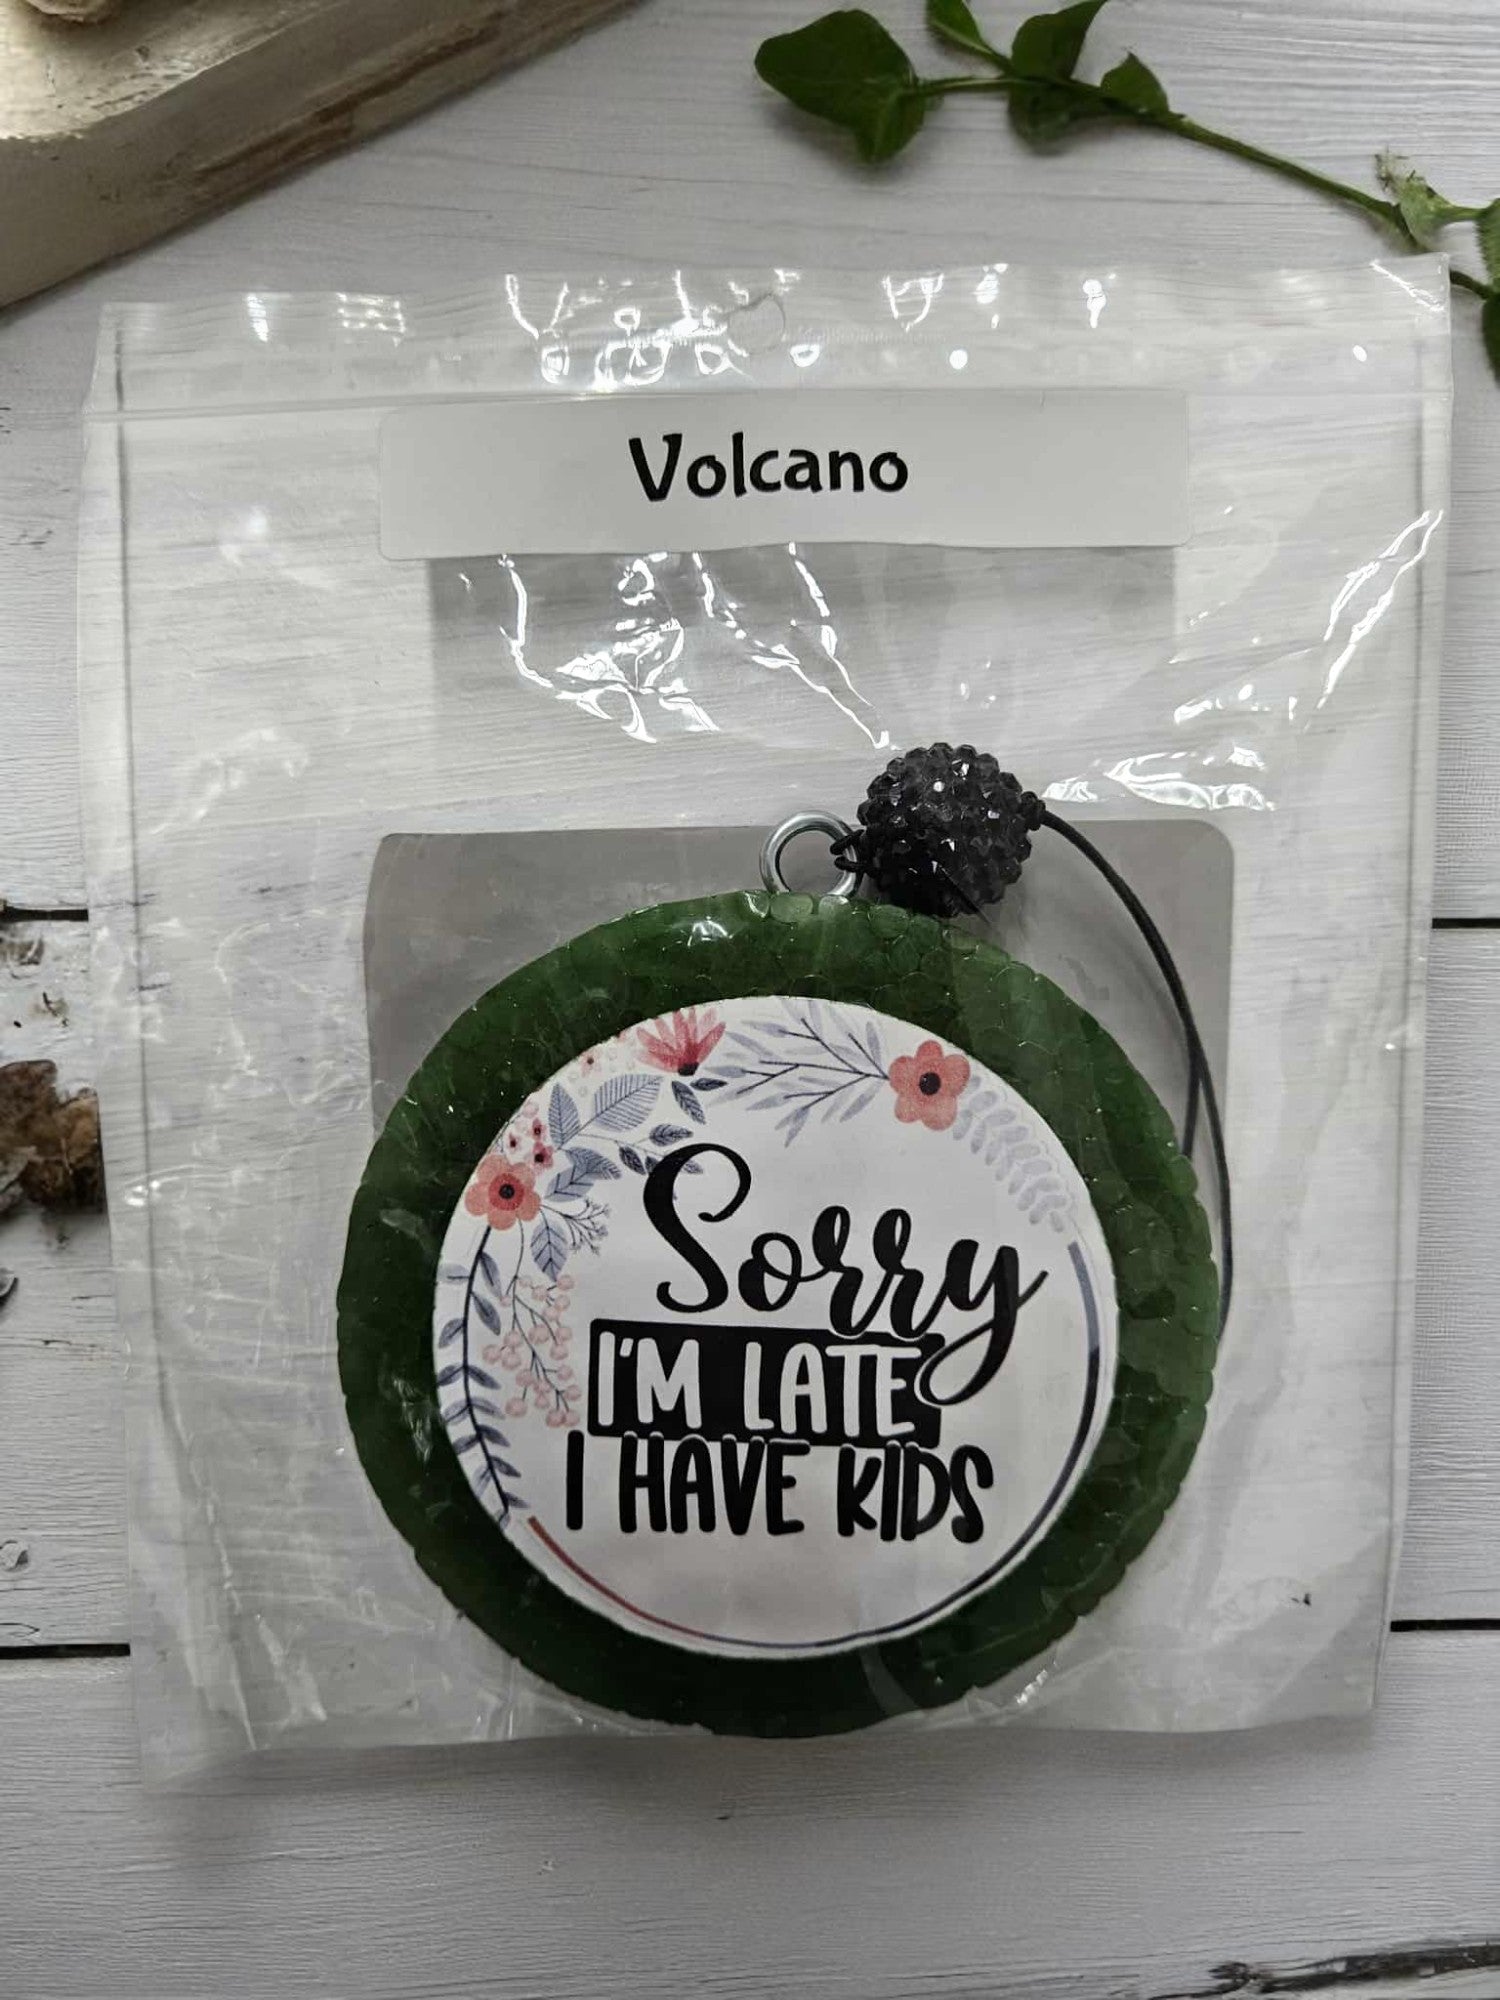 Volcano
Sorry
I'M LATE
I HAVE KIDS